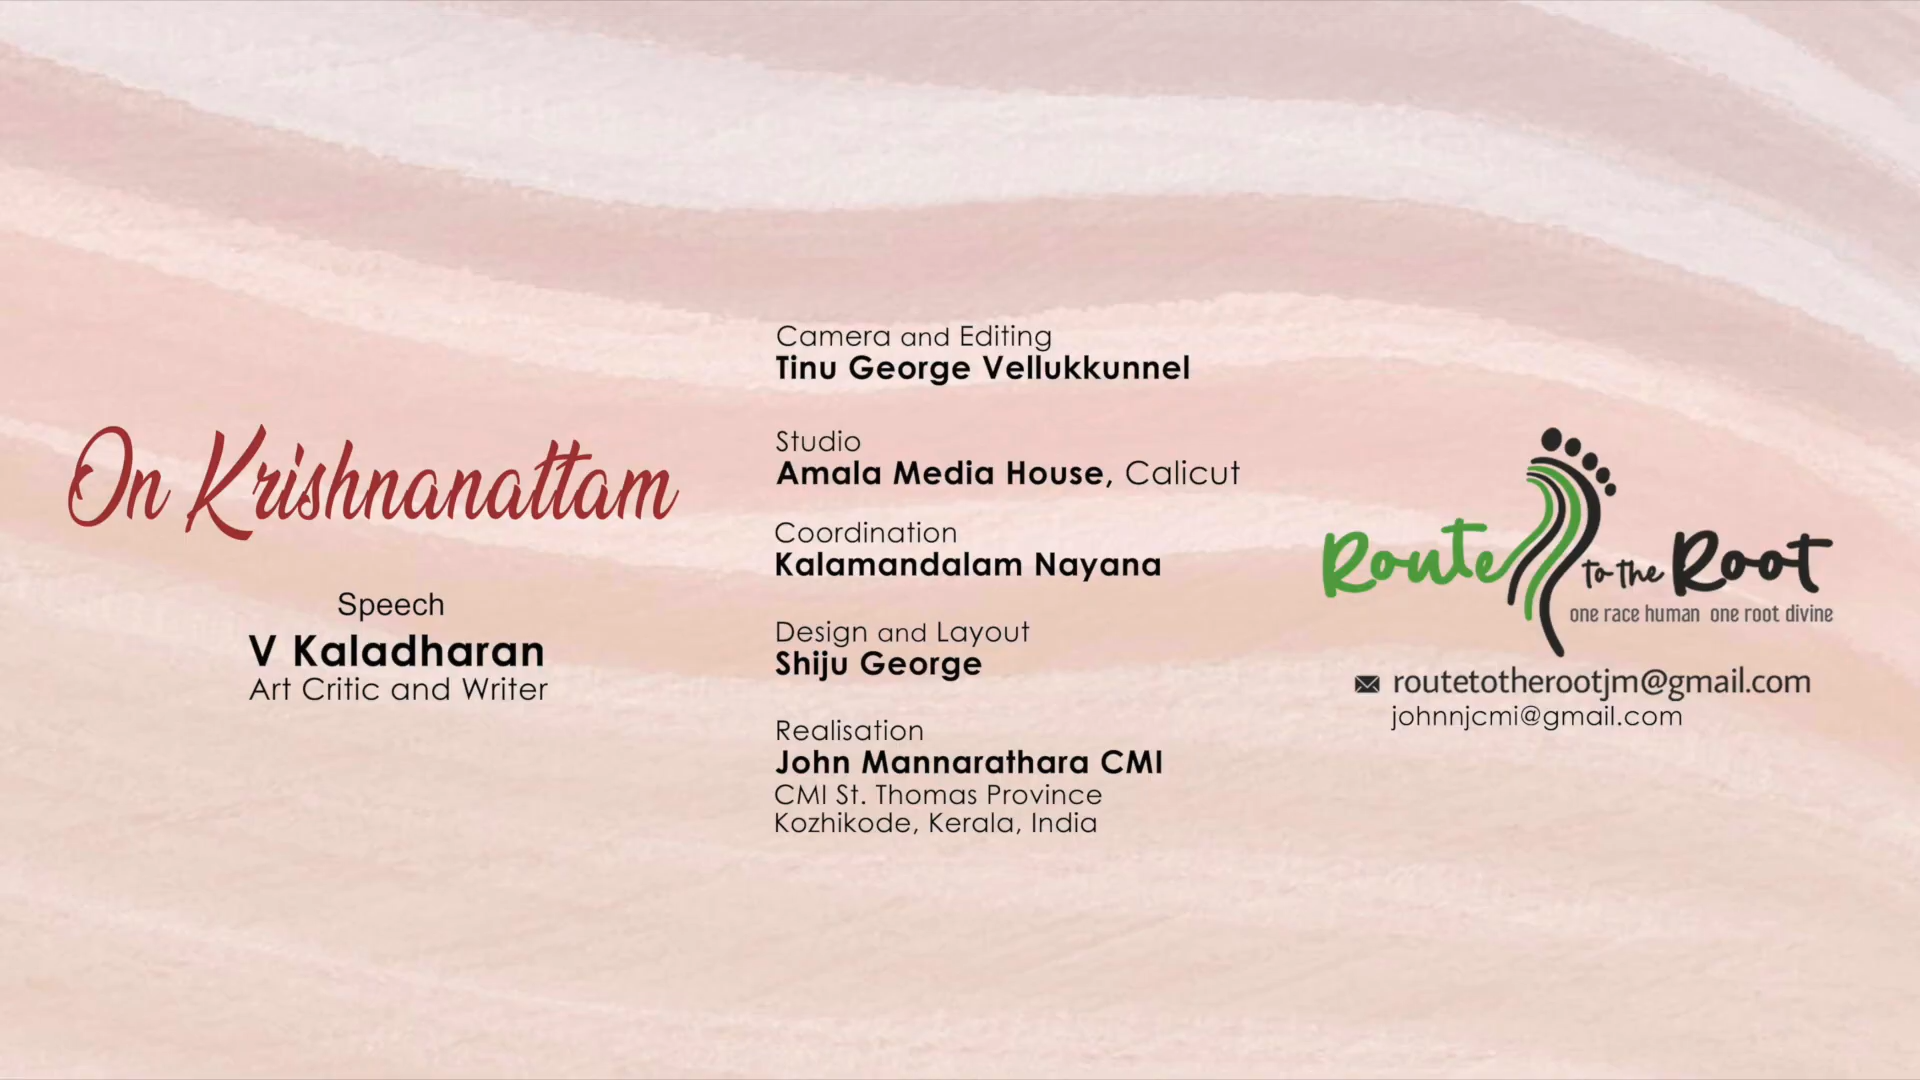 On Krishnanattam
Speech
V Kaladharan
Art Critic and Writer
Camera and Editing
Tinu George Vellukkunnel
Studio
Amala Media House, Calicut
Coordination
Kalamandalam Nayana
Design and Layout
Shiju George
Realisation
John Mannarathara CMI
CMI St. Thomas Province
Kozhikode, Kerala, India
Route to the Root
one race human one root divine
routetotherootjm@gmail.com
johnnjcmi@gmail.com